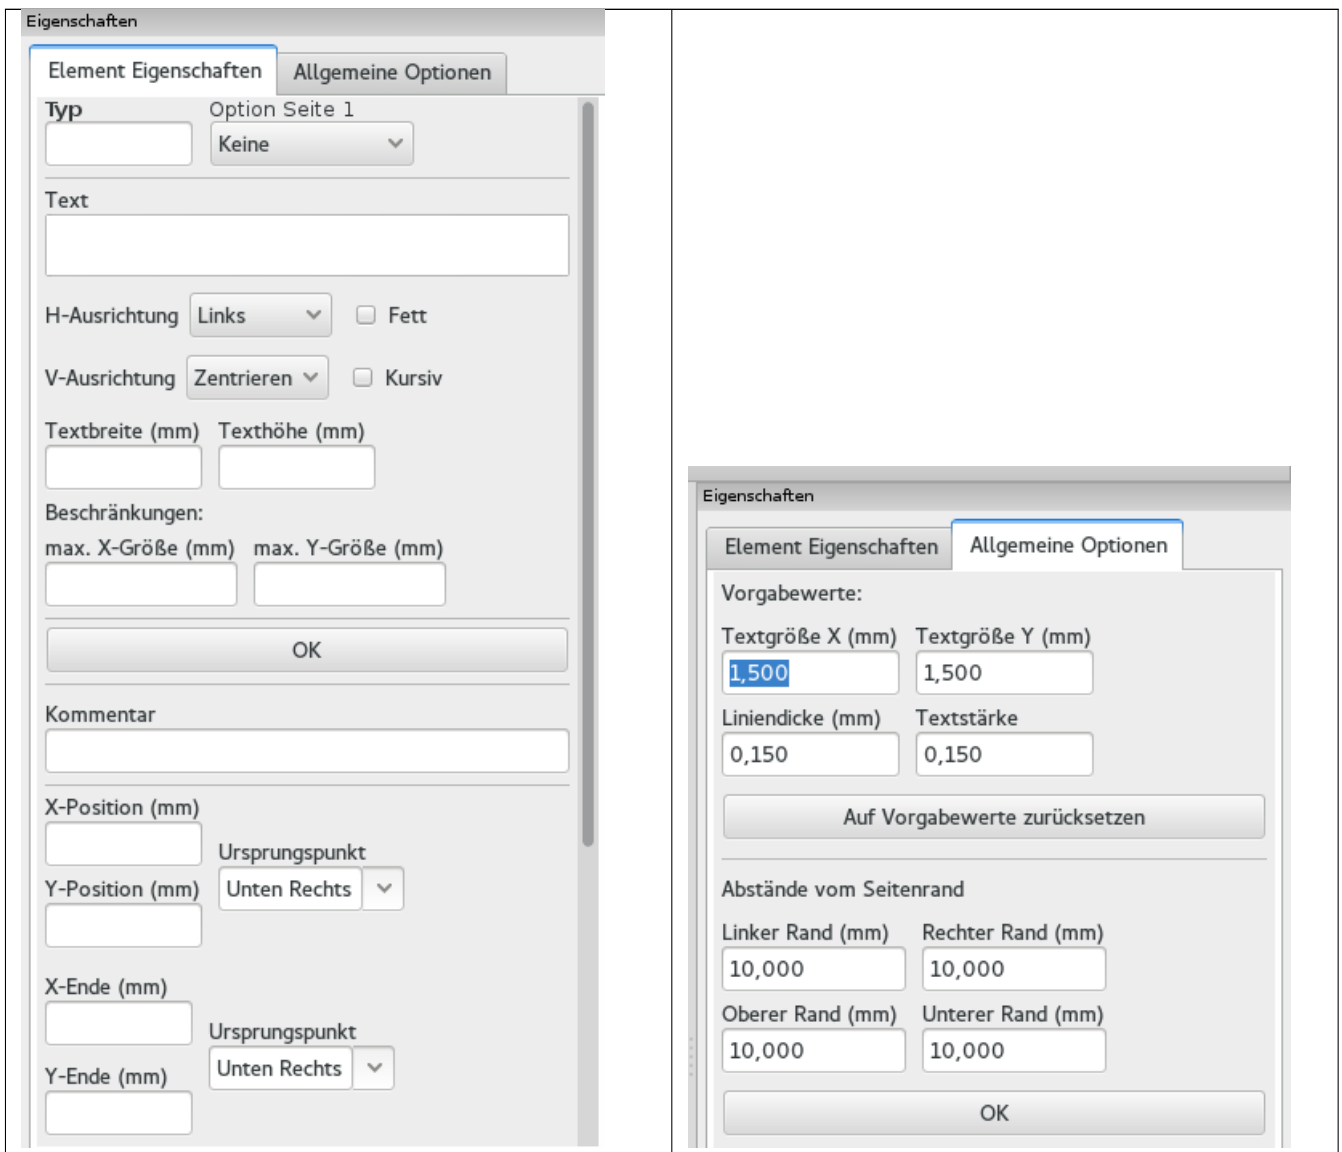 Eigenschaften
Element Eigenschaften Allgemeine Optionen
Typ Option Seite 1
Keine
Text
H-Ausrichtung Links Fett
V-Ausrichtung Zentrieren Kursiv
Textbreite (mm) Texthöhe (mm)
Beschränkungen:
max. X-Größe (mm) max. Y-Größe (mm)
OK
Kommentar
X-Position (mm)
Ursprungspunkt
Y-Position (mm) Unten Rechts
X-Ende (mm)
Ursprungspunkt
Y-Ende (mm) Unten Rechts
Eigenschaften
Element Eigenschaften Allgemeine Optionen
Vorgabewerte:
Textgröße X (mm) Textgröße Y (mm)
1,500 1,500
Liniendicke (mm) Textstärke
0,150 0,150
Auf Vorgabewerte zurücksetzen
Abstände vom Seitenrand
Linker Rand (mm) Rechter Rand (mm)
10,000 10,000
Oberer Rand (mm) Unterer Rand (mm)
10,000 10,000
OK